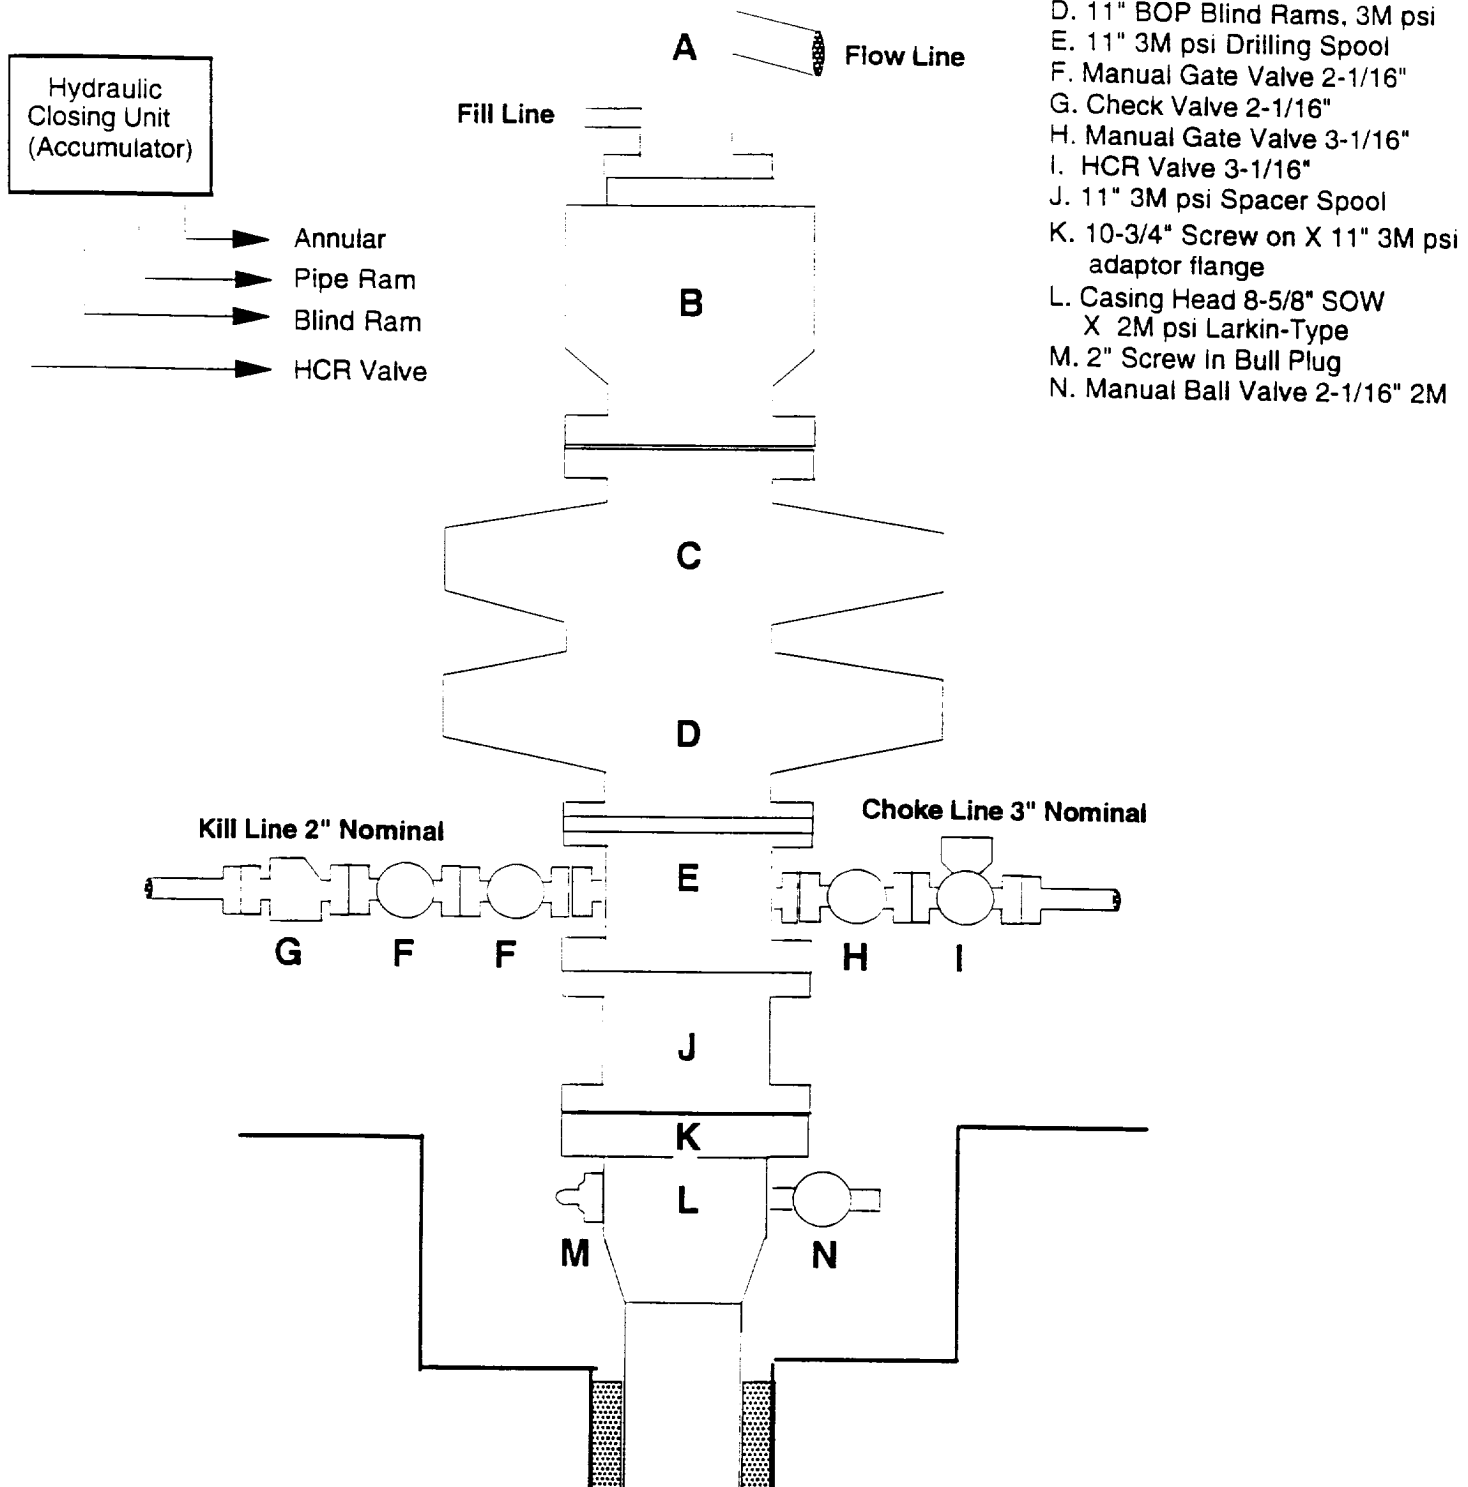 D. 11" BOP Blind Rams, 3M psi
E. 11" 3M psi Drilling Spool
F. Manual Gate Valve 2-1/16"
G. Check Valve 2-1/16"
H. Manual Gate Valve 3-1/16"
I. HCR Valve 3-1/16"
J. 11" 3M psi Spacer Spool
K. 10-3/4" Screw on X 11" 3M psi
adaptor flange
L. Casing Head 8-5/8" SOW
X 2M psi Larkin-Type
M. 2" Screw in Bull Plug
N. Manual Ball Valve 2-1/16" 2M
A
Flow Line
Fill Line
Hydraulic
Closing Unit
(Accumulator)
Annular
Pipe Ram
Blind Ram
HCR Valve
B
C
D
Kill Line 2" Nominal
Choke Line 3" Nominal
E
G F F
H I
J
K
L
M
N